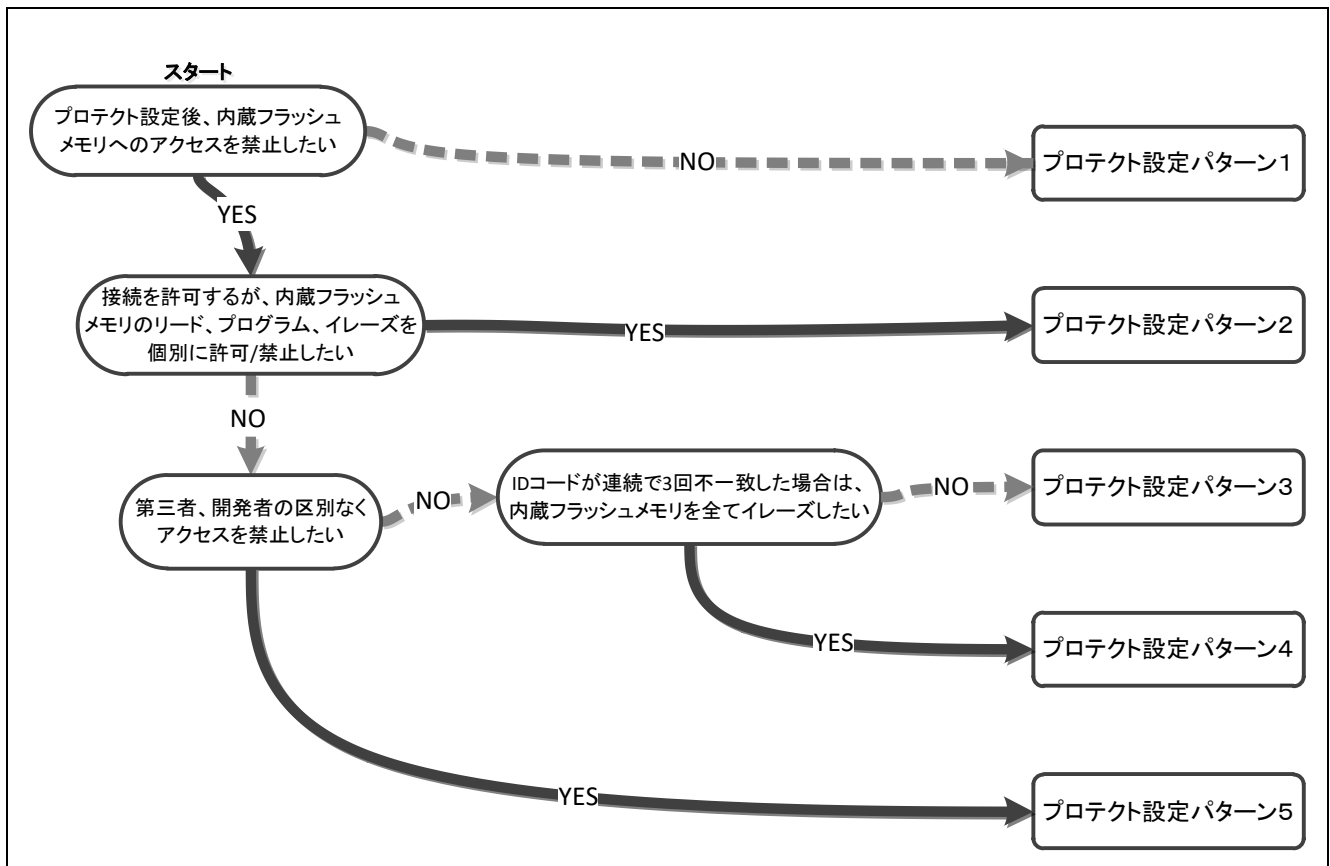 スタート
プロテクト設定後、内蔵フラッシュ
メモリへのアクセスを禁止したい
NO
プロテクト設定パターン1
YES
接続を許可するが、内蔵フラッシュ
メモリのリード、プログラム、イレーズを
個別に許可/禁止したい
YES
プロテクト設定パターン2
NO
第三者、開発者の区別なく
アクセスを禁止したい
NO
IDコードが連続で3回不一致した場合は、
内蔵フラッシュメモリを全てイレーズしたい
NO
プロテクト設定パターン3
YES
プロテクト設定パターン4
YES
プロテクト設定パターン5